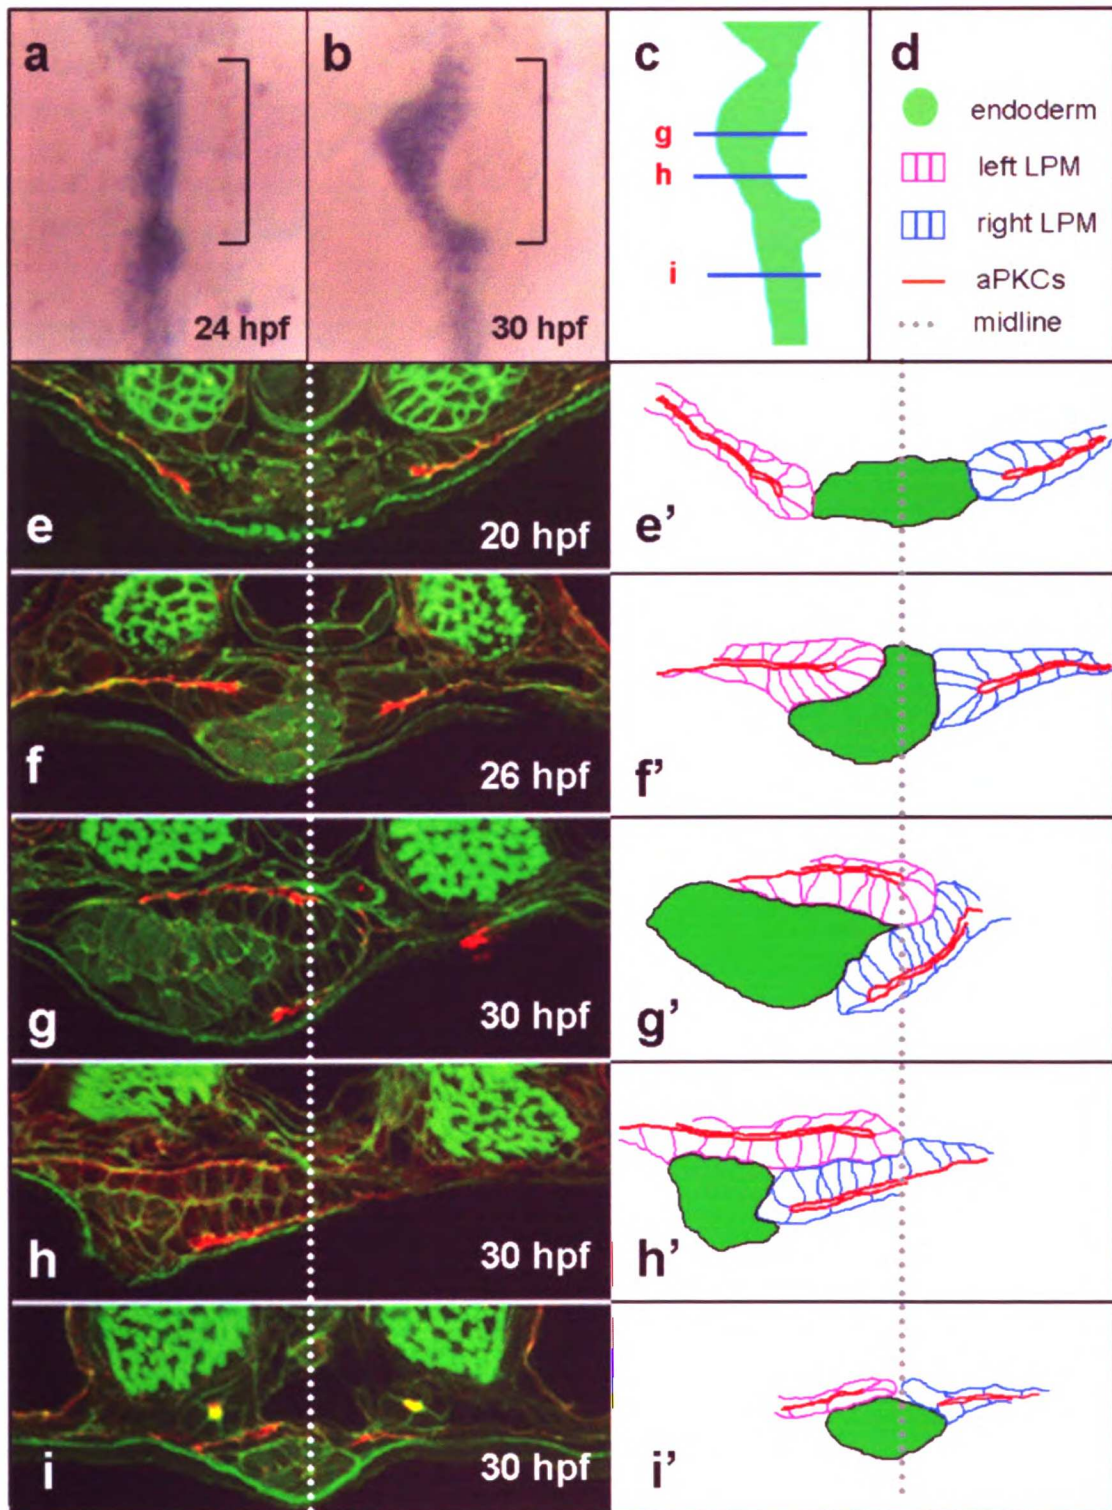 a
b
c
d
g
h
i
24 hpf
30 hpf
endoderm
left LPM
right LPM
aPKCs
midline
e
20 hpf
e’
f
26 hpf
f’
g
30 hpf
g’
h
30 hpf
h’
i
30 hpf
i’